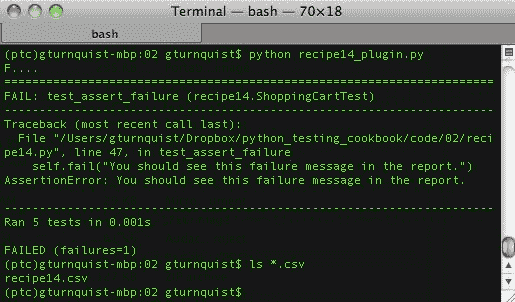 Terminal — bash — 70×18
bash
(ptc)gturnquist-mbp:02 gturnquist$ python recipe14_plugin.py
F....
======================================================================
FAIL: test_assert_failure (recipe14.ShoppingCartTest)
----------------------------------------------------------------------
Traceback (most recent call last):
  File "/Users/gturnquist/Dropbox/python_testing_cookbook/code/02/reci
pe14.py", line 47, in test_assert_failure
    self.fail("You should see this failure message in the report.")
AssertionError: You should see this failure message in the report.
----------------------------------------------------------------------
Ran 5 tests in 0.001s
FAILED (failures=1)
(ptc)gturnquist-mbp:02 gturnquist$ ls *.csv
recipe14.csv
(ptc)gturnquist-mbp:02 gturnquist$